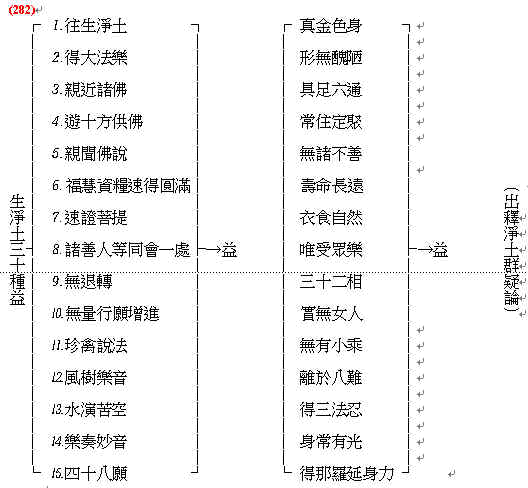 (282)
生淨土三十種益
1.往生淨土
2.得大法樂
3.親近諸佛
4.遊十方供佛
5.親聞佛說
6.福慧資糧速得圓滿
7.速證菩提
8.諸善人等同會一處
9.無退轉
10.無量行願增進
11.珍禽說法
12.風樹樂音
13.水演苦空
14.樂奏妙音
15.四十八願
→益
真金色身
形無醜陋
具足六通
常住定聚
無諸不善
壽命長遠
衣食自然
唯受眾樂
三十二相
實無女人
無有小乘
離於八難
得三法忍
身常有光
得那羅延身力
→益
(出釋淨土群疑論)